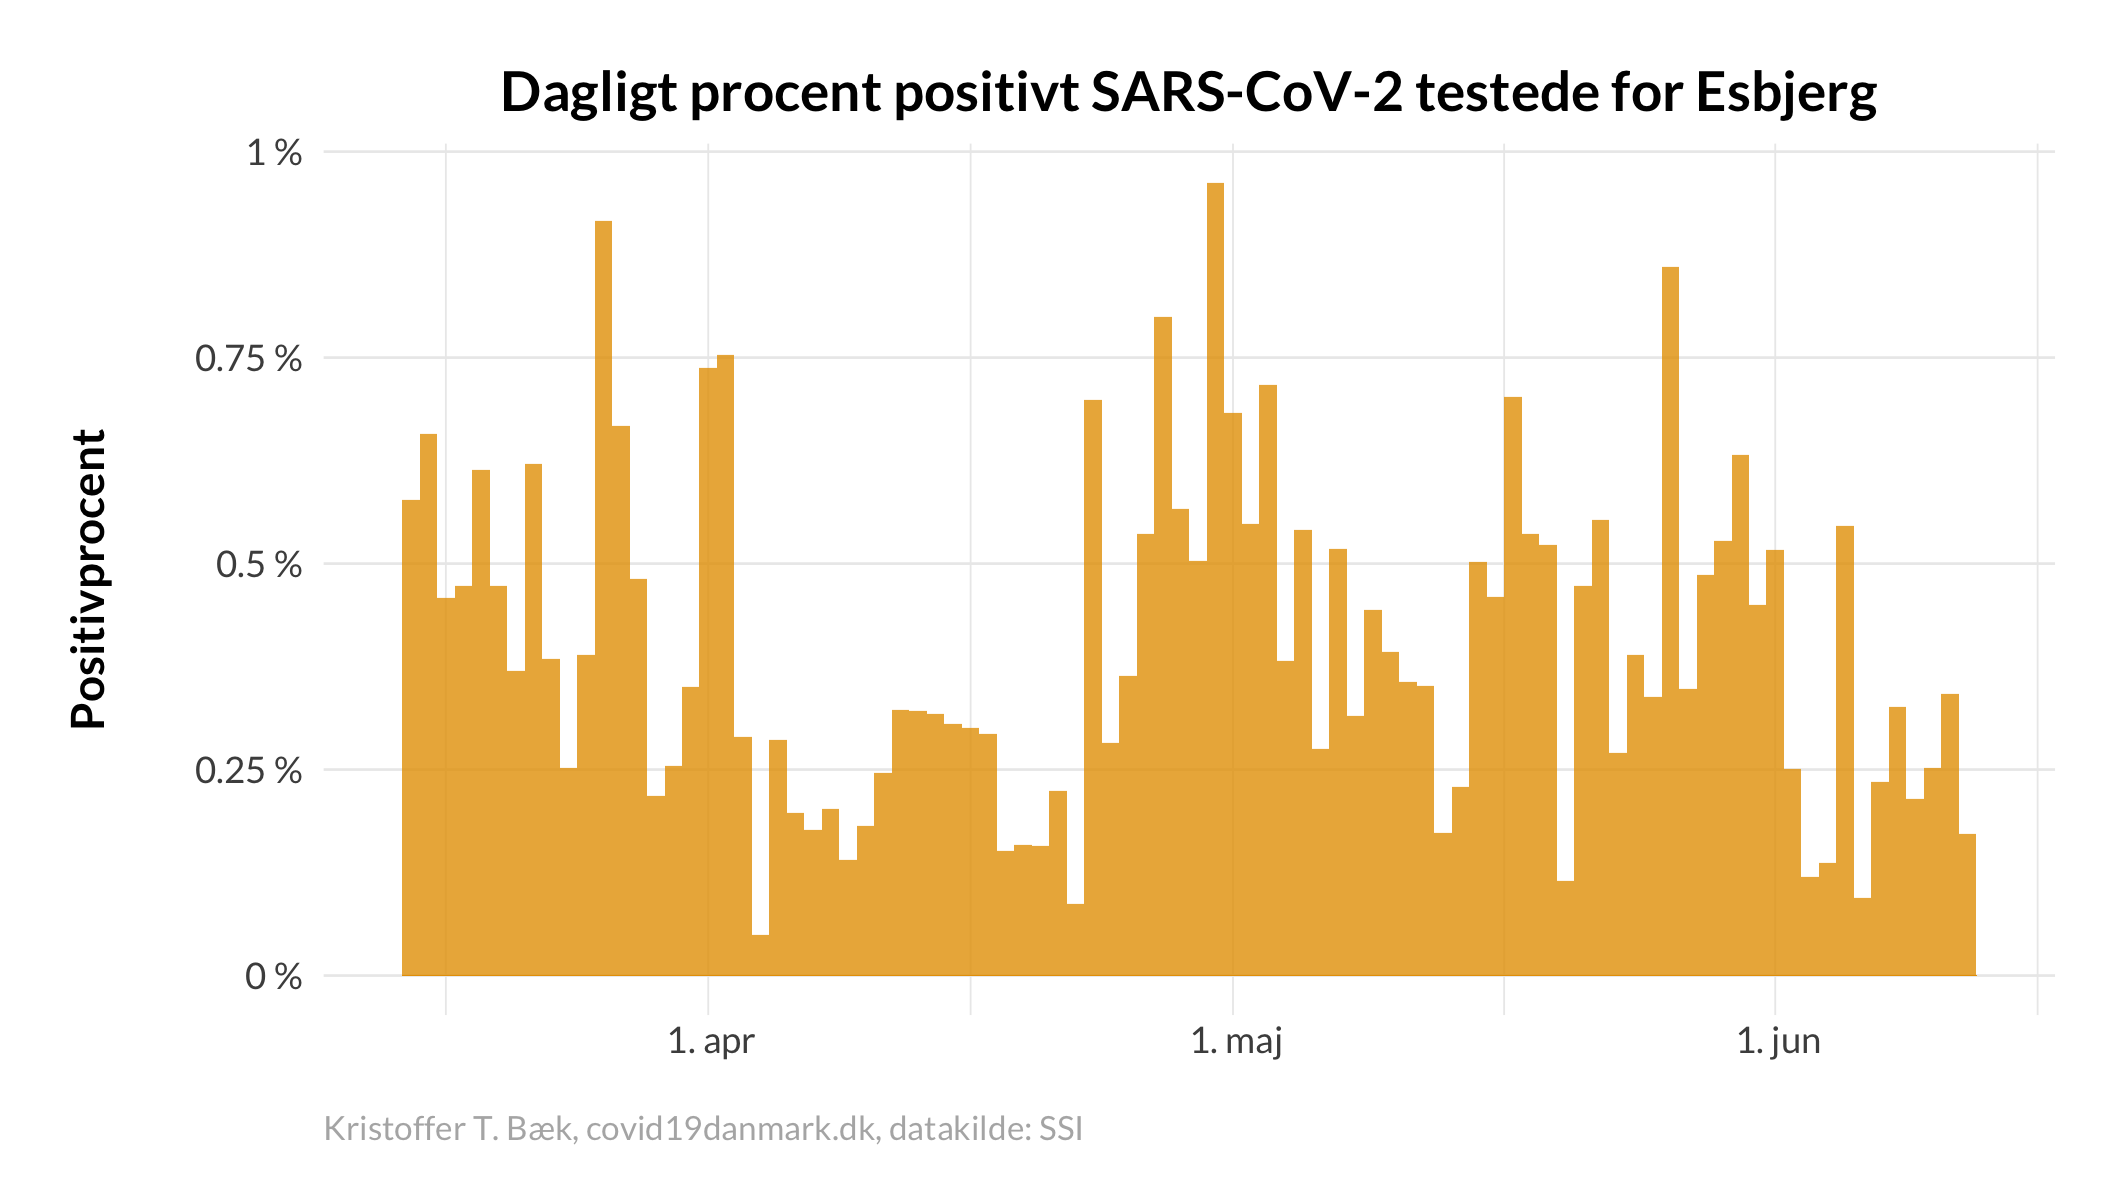 Dagligt procent positivt SARS-CoV-2 testede for Esbjerg
1 %
0.75 %
0.5 %
0.25 %
0 %
Positivprocent
1. apr
1. maj
1. jun
Kristoffer T. Bæk, covid19danmark.dk, datakilde: SSI